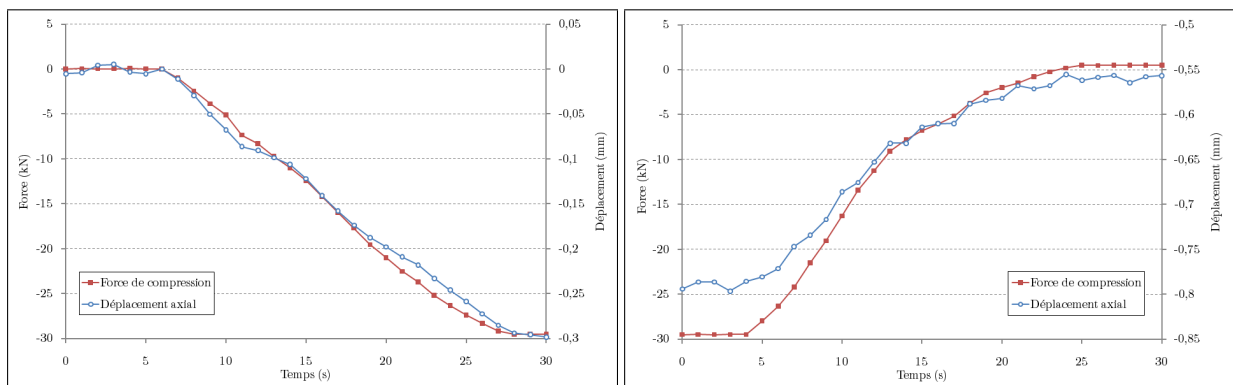 5
0
-5
-10
-15
-20
-25
-30
Force (kN)
0,05
0
-0,05
-0,1
-0,15
-0,2
-0,25
-0,3
Déplacement (mm)
Force de compression
Déplacement axial
0 5 10 15 20 25 30
Temps (s)
5
0
-5
-10
-15
-20
-25
-30
Force (kN)
-0,5
-0,55
-0,6
-0,65
-0,7
-0,75
-0,8
-0,85
Déplacement (mm)
Force de compression
Déplacement axial
0 5 10 15 20 25 30
Temps (s)